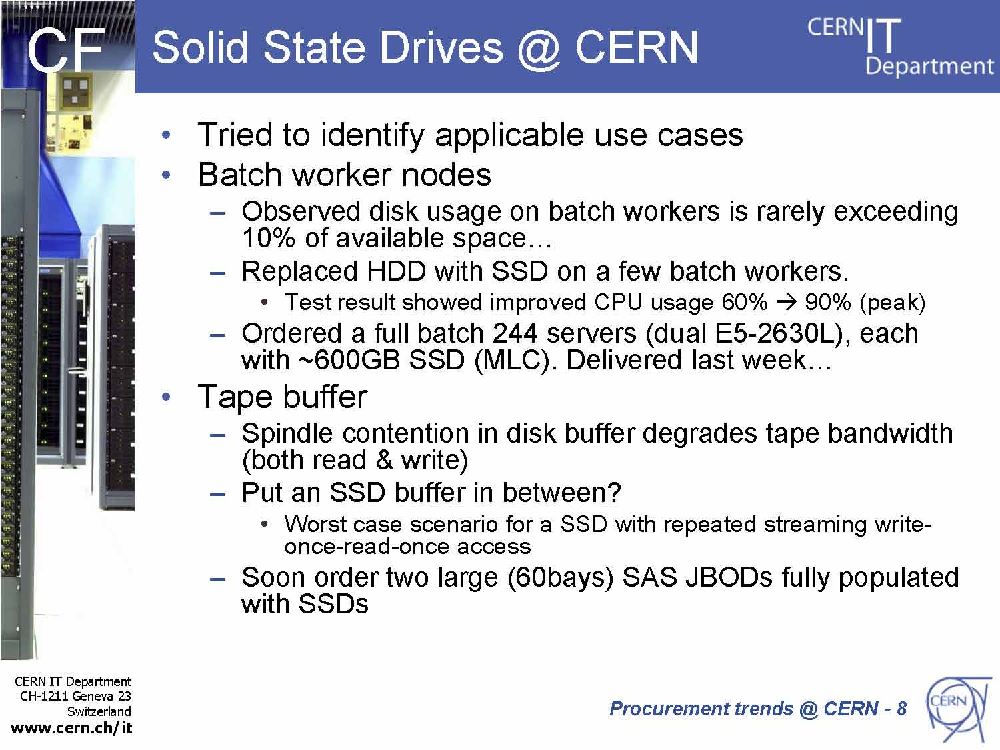 CF
Solid State Drives @ CERN
CERN IT
Department
• Tried to identify applicable use cases
• Batch worker nodes
– Observed disk usage on batch workers is rarely exceeding
10% of available space…
– Replaced HDD with SSD on a few batch workers.
• Test result showed improved CPU usage 60% → 90% (peak)
– Ordered a full batch 244 servers (dual E5-2630L), each
with ~600GB SSD (MLC). Delivered last week…
• Tape buffer
– Spindle contention in disk buffer degrades tape bandwidth
(both read & write)
– Put an SSD buffer in between?
• Worst case scenario for a SSD with repeated streaming write-
once-read-once access
– Soon order two large (60bays) SAS JBODs fully populated
with SSDs
CERN IT Department
CH-1211 Geneva 23
Switzerland
www.cern.ch/it
Procurement trends @ CERN - 8
CERN